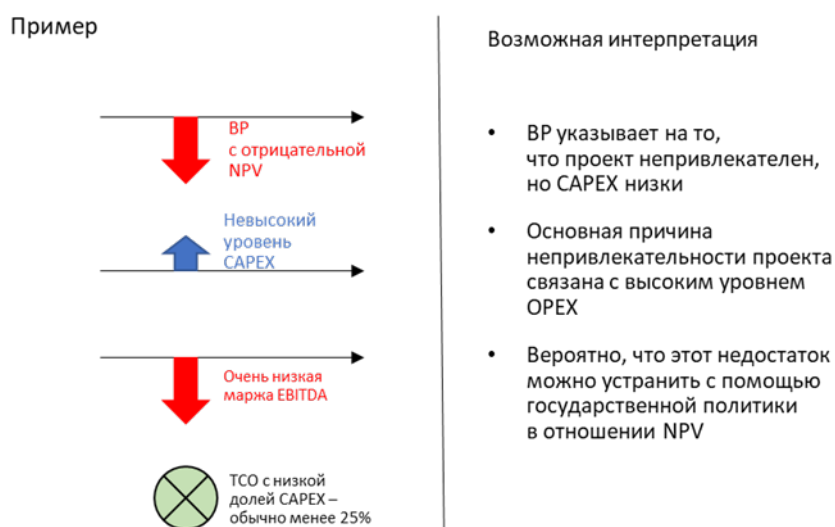 Пример
BP
с отрицательной
NPV
Невысокий
уровень
CAPEX
Очень низкая
маржа EBITDA
TCO с низкой
долей CAPEX –
обычно менее 25%
Возможная интерпретация
• BP указывает на то,
что проект непривлекателен,
но CAPEX низки
• Основная причина
непривлекательности проекта
связана с высоким уровнем
OPEX
• Вероятно, что этот недостаток
можно устранить с помощью
государственной политики
в отношении NPV